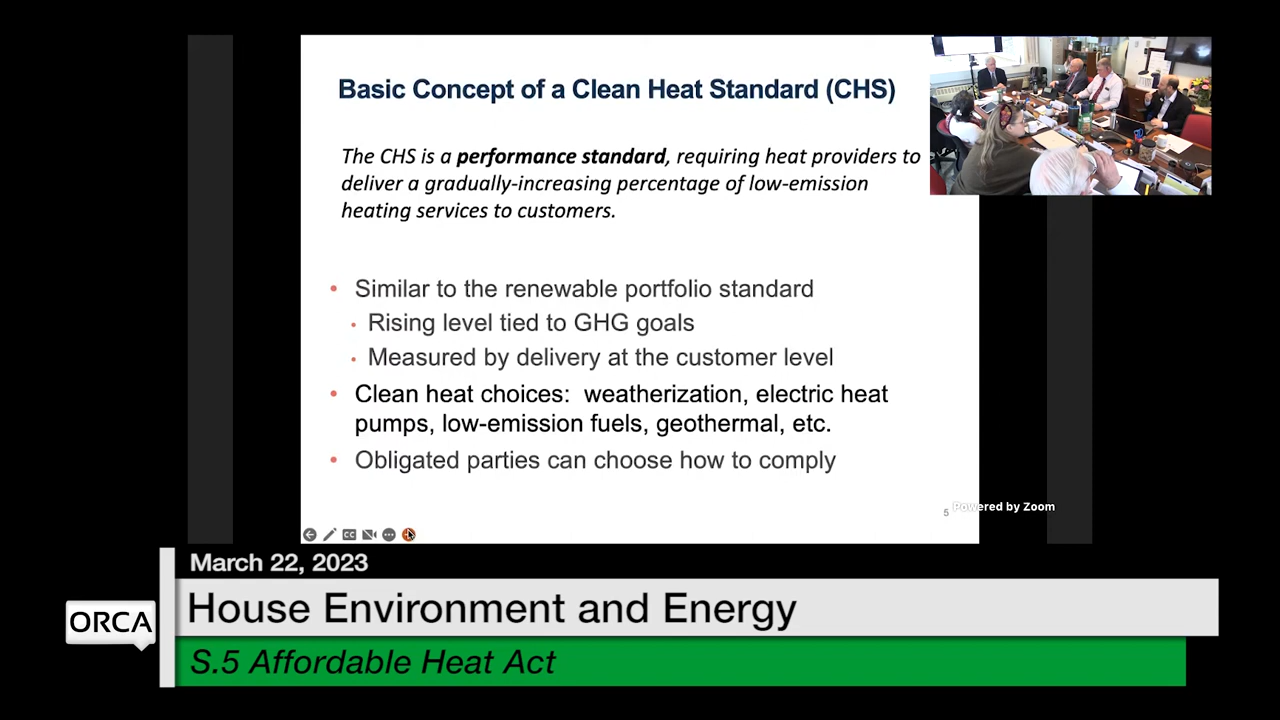 Basic Concept of a Clean Heat Standard (CHS)
The CHS is a performance standard, requiring heat providers to
deliver a gradually-increasing percentage of low-emission
heating services to customers.
• Similar to the renewable portfolio standard
• Rising level tied to GHG goals
• Measured by delivery at the customer level
• Clean heat choices: weatherization, electric heat
pumps, low-emission fuels, geothermal, etc.
• Obligated parties can choose how to comply
5
Powered by Zoom
CC
March 22, 2023
House Environment and Energy
ORCA
S.5 Affordable Heat Act